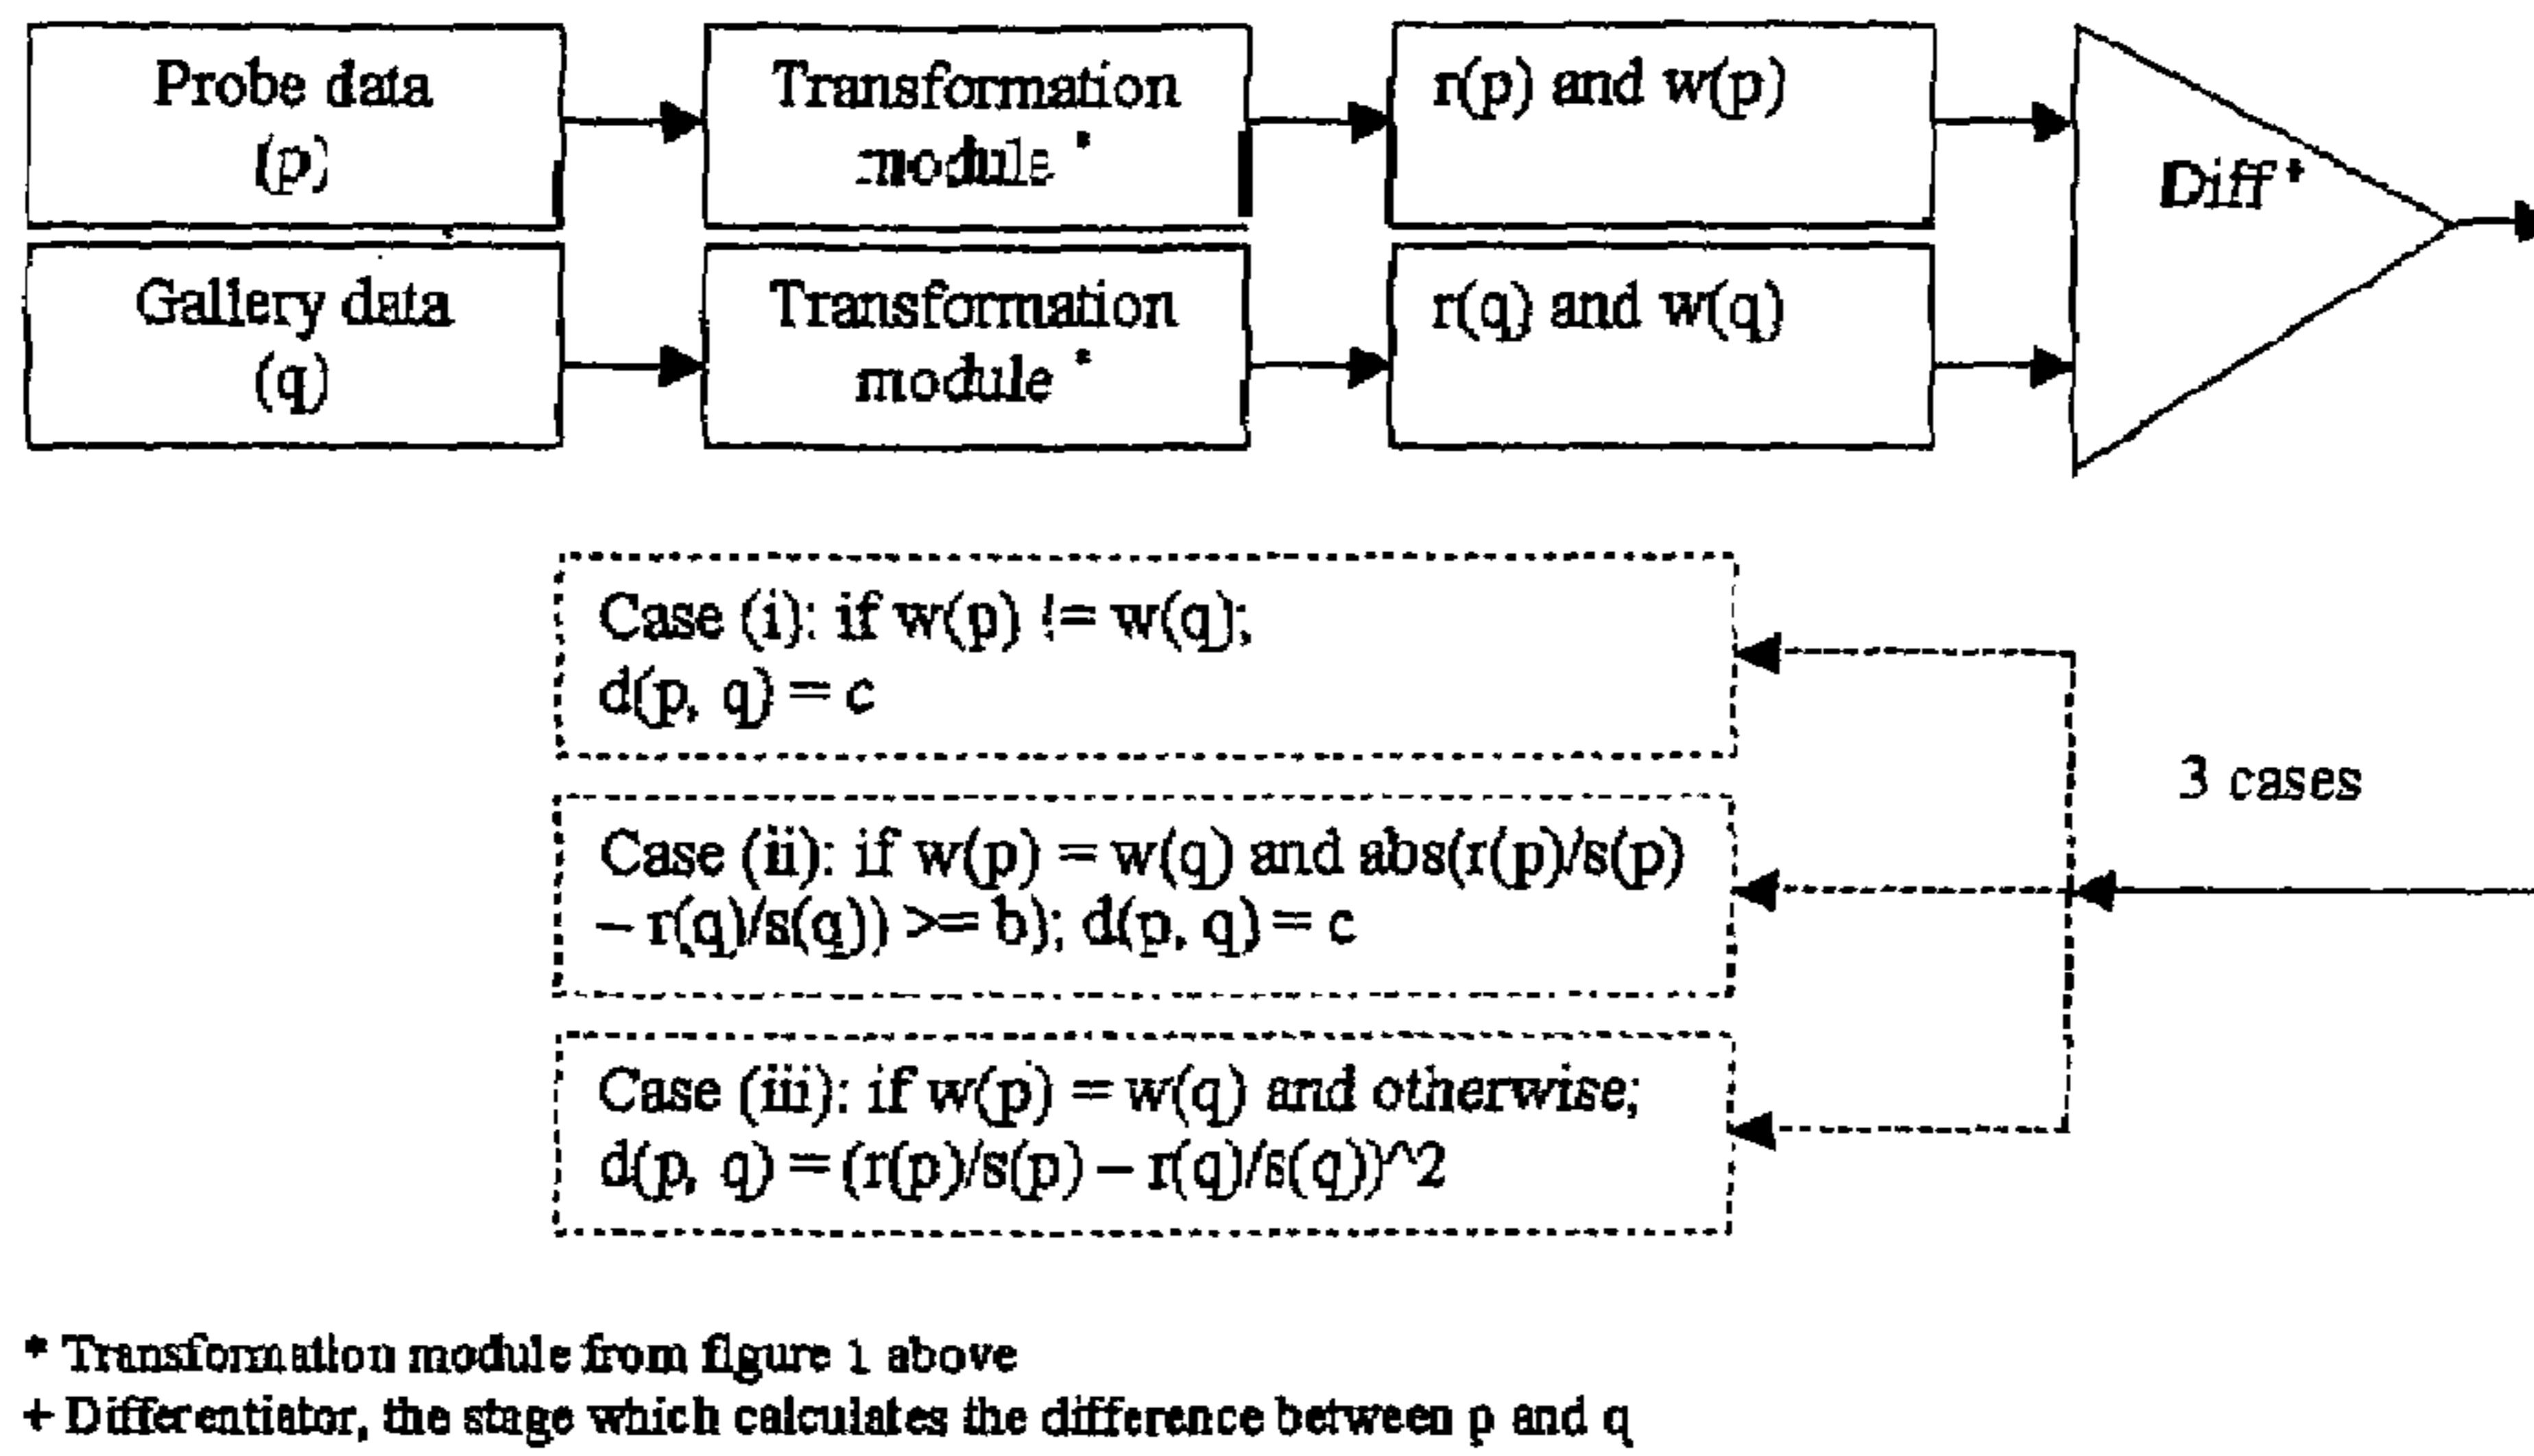 Probe data
(p)
Transformation
module *
r(p) and w(p)
Diff +
Gallery data
(q)
Transformation
module *
r(q) and w(q)
Case (i): if w(p) != w(q);
d(p, q) = c
3 cases
Case (ii): if w(p) = w(q) and abs(r(p)/s(p)
– r(q)/s(q)) >= b); d(p, q) = c
Case (iii): if w(p) = w(q) and otherwise;
d(p, q) = (r(p)/s(p) – r(q)/s(q))^2
* Transformation module from figure 1 above
+ Differentiator, the stage which calculates the difference between p and q